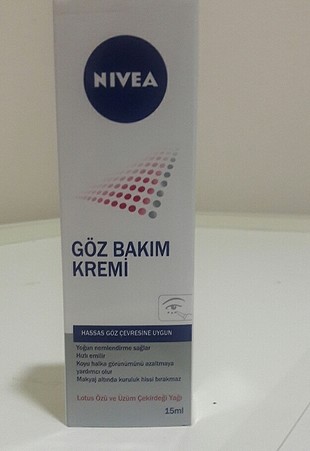 NIVEA
GÖZ BAKIM
KREMİ
HASSAS GÖZ ÇEVRESİNE UYGUN
Yoğun nemlendirme sağlar
Hızlı emilir
Koyu halka görünümünü azaltmaya
yardımcı olur
Makyaj altında kuruluk hissi bırakmaz
Lotus Özü ve Üzüm Çekirdeği Yağı
15ml